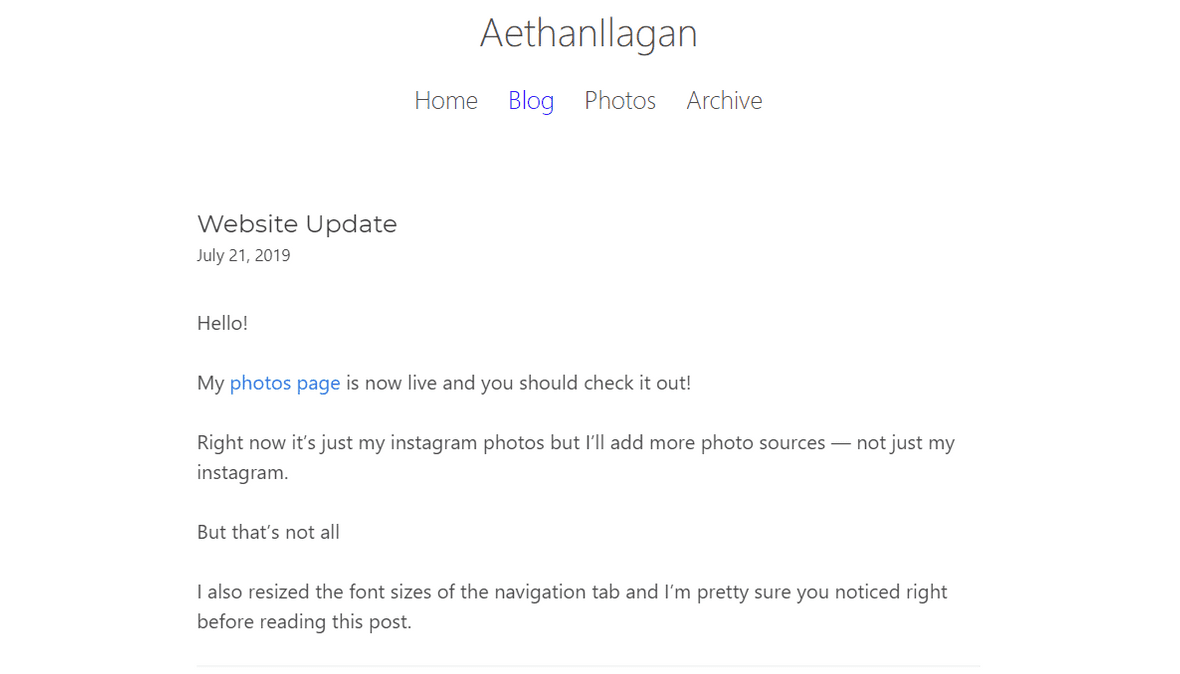 AethanIlagan
Home Blog Photos Archive
Website Update
July 21, 2019
Hello!
My photos page is now live and you should check it out!
Right now it’s just my instagram photos but I’ll add more photo sources — not just my
instagram.
But that’s not all
I also resized the font sizes of the navigation tab and I’m pretty sure you noticed right
before reading this post.